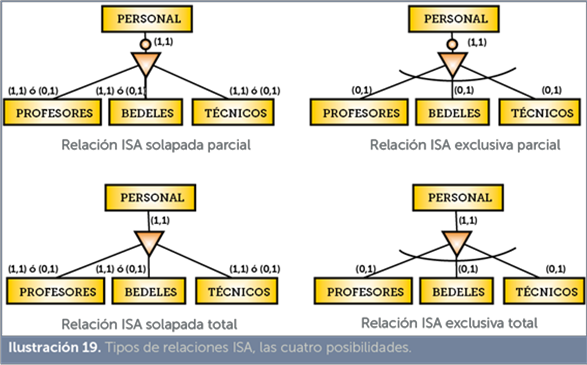 PERSONAL PERSONAL
(1,1) (1,1)
(1,1) ó (0,1) (1,1) ó (0,1) (1,1) ó (0,1) (0,1) (0,1) (0,1)
PROFESORES BEDELES TÉCNICOS PROFESORES BEDELES TÉCNICOS
Relación ISA solapada parcial Relación ISA exclusiva parcial
PERSONAL PERSONAL
(1,1) (1,1)
(1,1) ó (0,1) (1,1) ó (0,1) (1,1) ó (0,1) (0,1) (0,1) (0,1)
PROFESORES BEDELES TÉCNICOS PROFESORES BEDELES TÉCNICOS
Relación ISA solapada total Relación ISA exclusiva total
Ilustración 19. Tipos de relaciones ISA, las cuatro posibilidades.